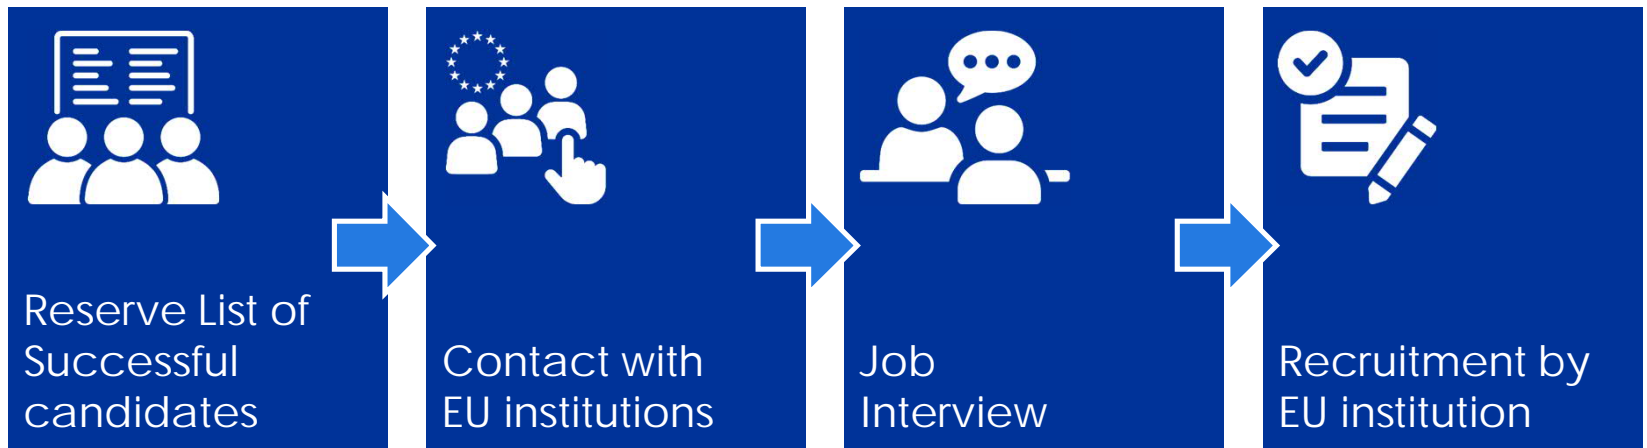 Reserve List of
Successful
candidates
Contact with
EU institutions
Job
Interview
Recruitment by
EU institution